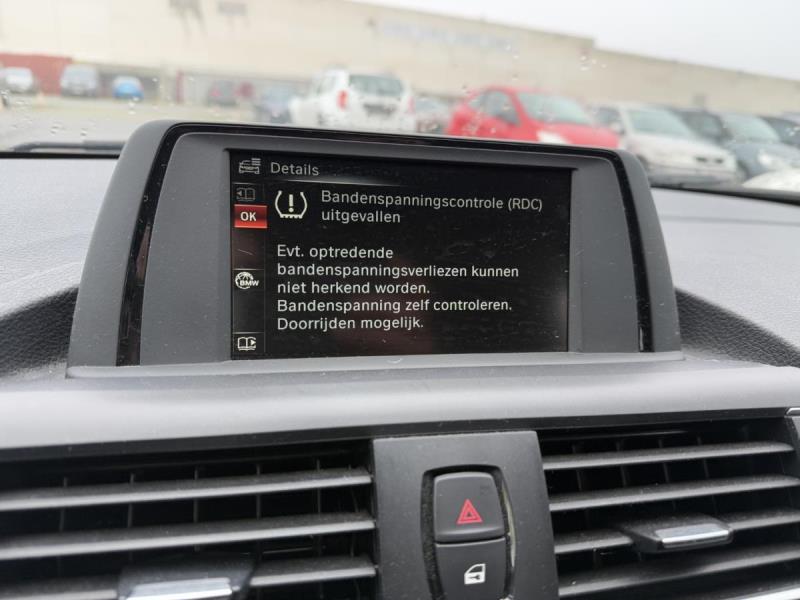 Details
Bandenspanningscontrole (RDC)
uitgevallen
OK
Evt. optredende
bandenspanningsverliezen kunnen
niet herkend worden.
Bandenspanning zelf controleren.
Doorrijden mogelijk.
BMW